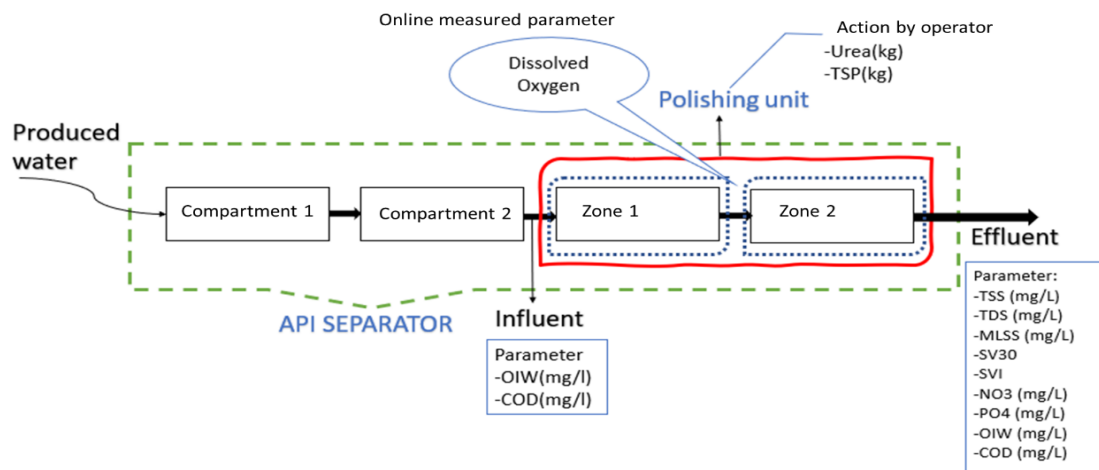 Online measured parameter
Action by operator
-Urea(kg)
-TSP(kg)
Dissolved
Oxygen
Polishing unit
Produced
water
Compartment 1
Compartment 2
Zone 1
Zone 2
Effluent
API SEPARATOR
Influent
Parameter
-OIW(mg/l)
-COD(mg/l)
Parameter:
-TSS (mg/L)
-TDS (mg/L)
-MLSS (mg/L)
-SV30
-SVI
-NO3 (mg/L)
-PO4 (mg/L)
-OIW (mg/L)
-COD (mg/L)